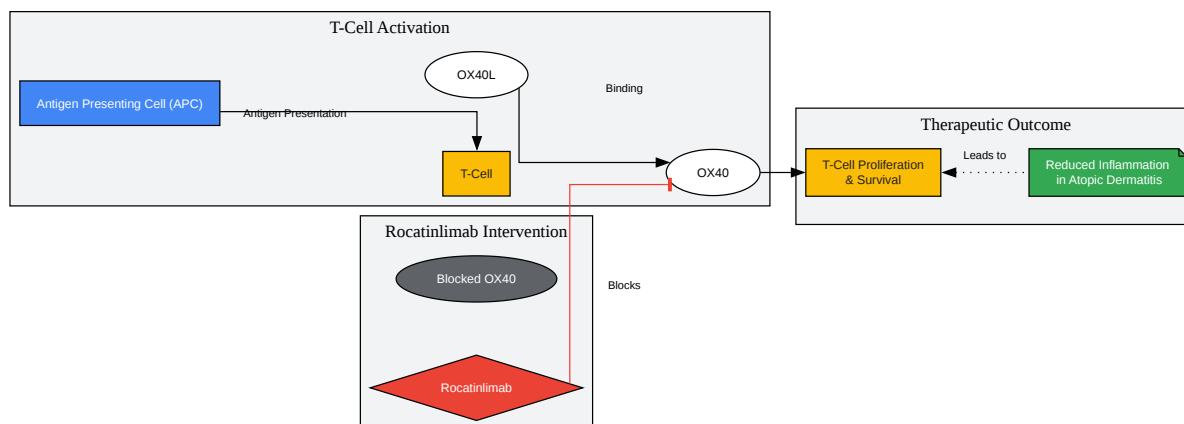 T-Cell Activation
OX40L
Binding
Antigen Presenting Cell (APC)
Antigen Presentation
T-Cell
OX40
Therapeutic Outcome
T-Cell Proliferation
& Survival
Leads to
Reduced Inflammation
in Atopic Dermatitis
Rocatinlimab Intervention
Blocked OX40
Blocks
Rocatinlimab